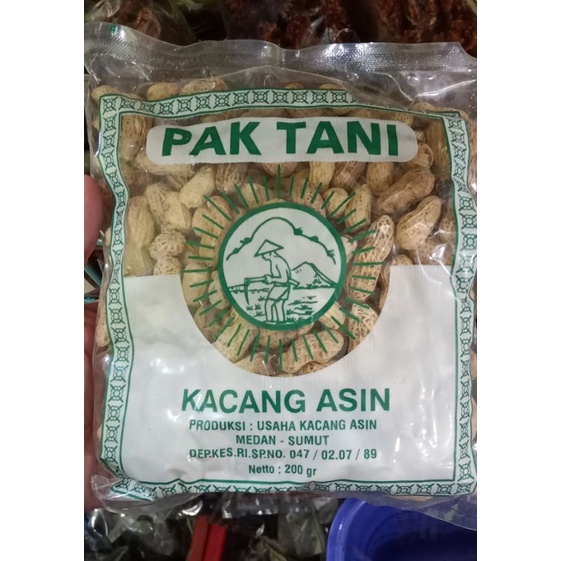 PAK TANI
KACANG ASIN
PRODUKSI : USAHA KACANG ASIN
MEDAN - SUMUT
DEP.KES.RI.SP.NO. 047 / 02.07 / 89
Netto : 200 gr